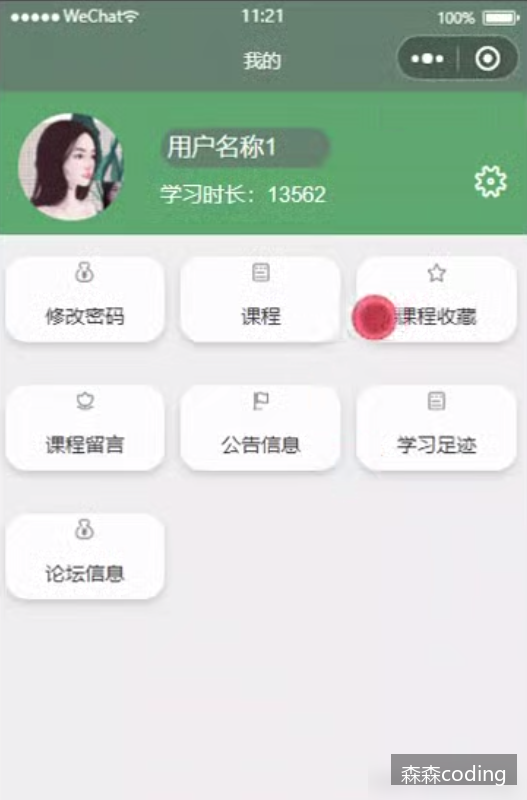 WeChat 11:21 100%
我的
用户名称1
学习时长：13562
修改密码 课程 课程收藏
课程留言 公告信息 学习足迹
论坛信息
森森coding